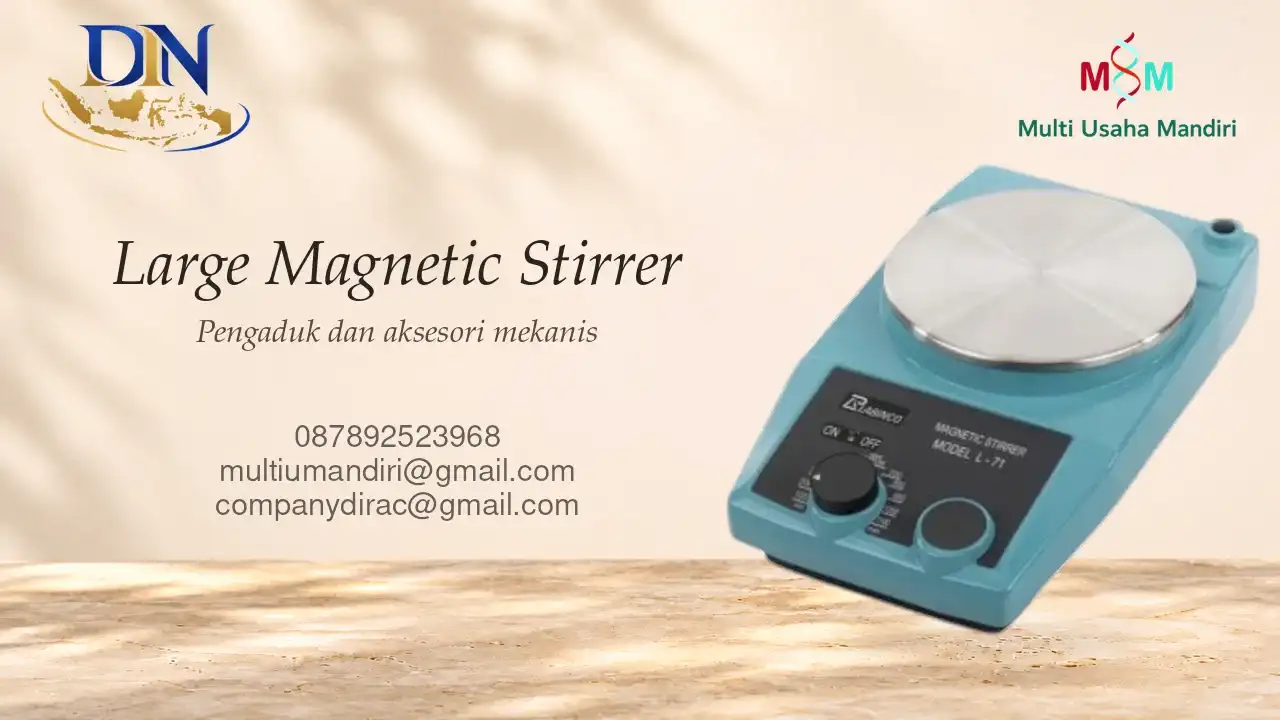 DN
M M
Multi Usaha Mandiri
Large Magnetic Stirrer
Pengaduk dan aksesori mekanis
087892523968
multiumandiri@gmail.com
companydirac@gmail.com
LABINCO
ON OFF
MAGNETIC STIRRER
MODEL L-71